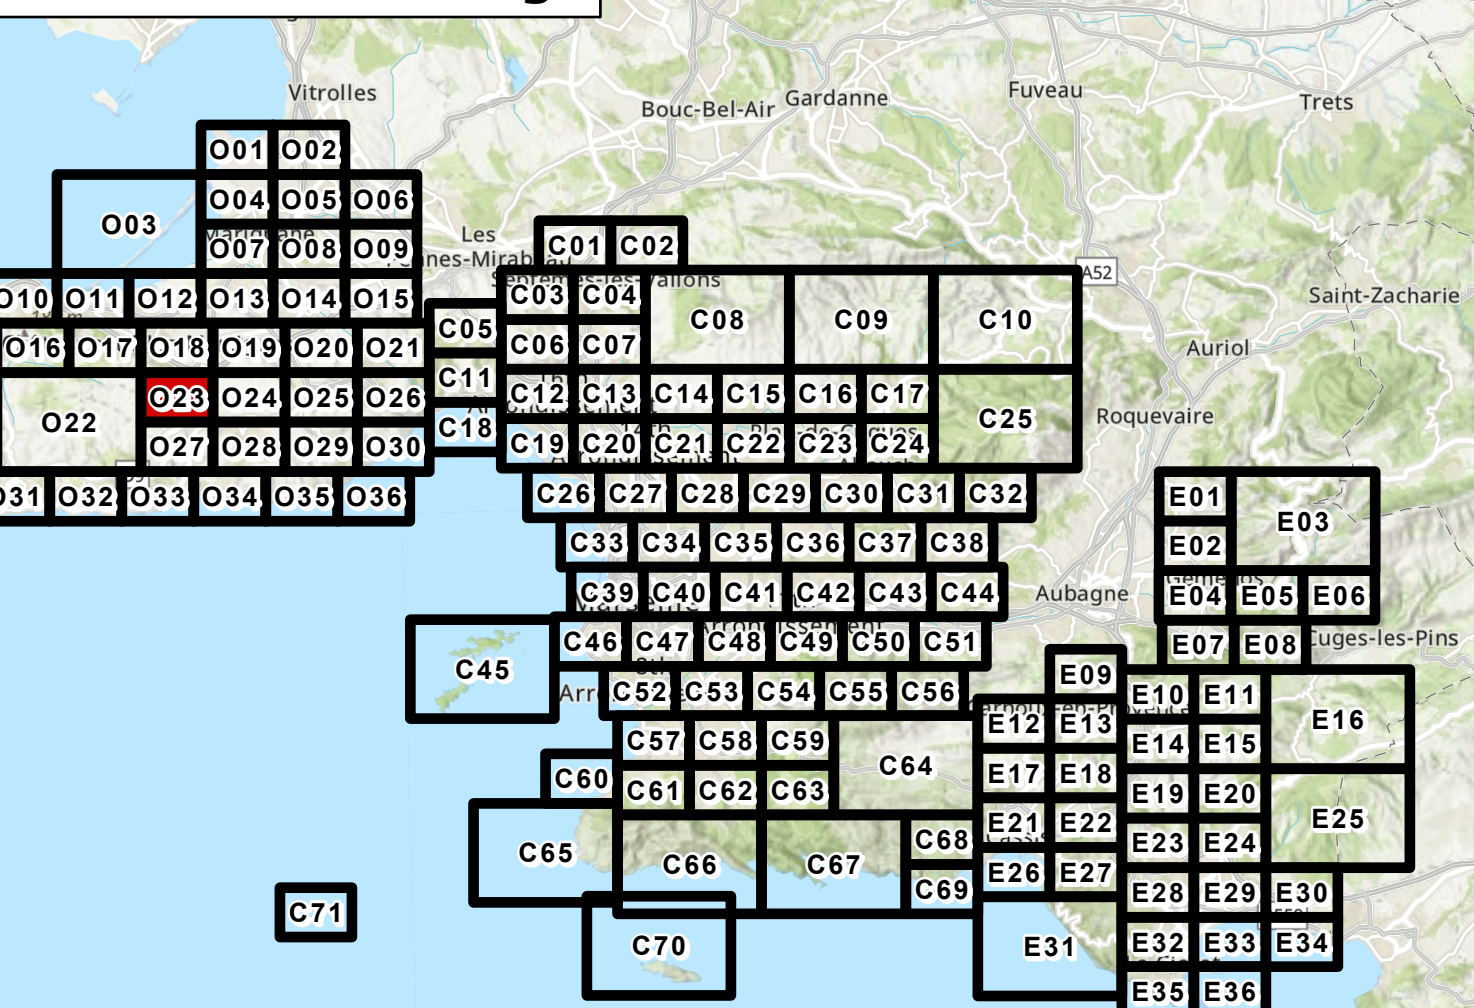 Vitrolles
Bouc-Bel-Air
Gardanne
Fuveau
Trets
O01 O02
O03
O04 O05 O06
Les
O07 O08 O09
C01 C02
A52
Saint-Zacharie
O10 O11 O12 O13 O14 O15
C03 C04
C05
C08 C09 C10
O16 O17 O18 O19 O20 O21
C06 C07
Auriol
C11
O23 O24 O25 O26
C12 C13 C14 C15 C16 C17
Roquevaire
O22
C18
C25
O27 O28 O29 O30
C19 C20 C21 C22 C23 C24
O31 O32 O33 O34 O35 O36
C26 C27 C28 C29 C30 C31 C32
E01
E03
C33 C34 C35 C36 C37 C38
E02
C39 C40 C41 C42 C43 C44
Aubagne
E04 E05 E06
C46 C47 C48 C49 C50 C51
E07 E08
Cuges-les-Pins
C45
E09
C52 C53 C54 C55 C56
E10 E11
E16
E12 E13
C57 C58 C59
E14 E15
C64
C60
E17 E18
C61 C62 C63
E19 E20
E21 E22
E25
C68
E23 E24
C65
C66
C67
E26 E27
C69
E28 E29 E30
C71
C70
E31
E32 E33 E34
E35 E36